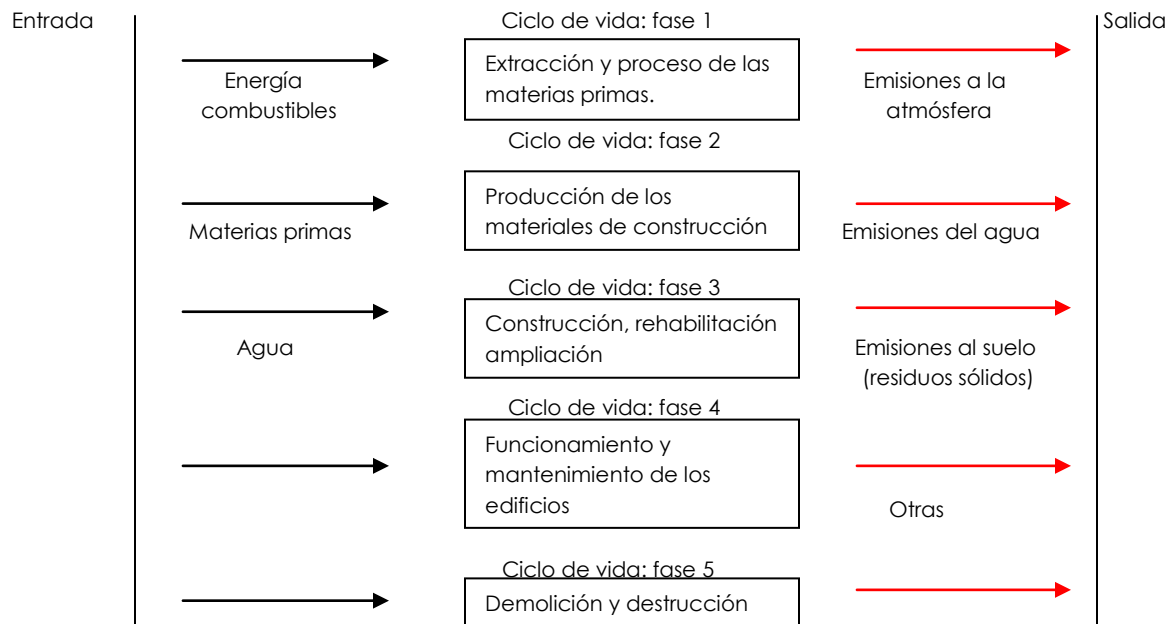 Entrada
Ciclo de vida: fase 1
Salida
Energía
combustibles
Extracción y proceso de las
materias primas.
Emisiones a la
atmósfera
Ciclo de vida: fase 2
Materias primas
Producción de los
materiales de construcción
Emisiones del agua
Ciclo de vida: fase 3
Agua
Construcción, rehabilitación
ampliación
Emisiones al suelo
(residuos sólidos)
Ciclo de vida: fase 4
Funcionamiento y
mantenimiento de los
edificios
Otras
Ciclo de vida: fase 5
Demolición y destrucción